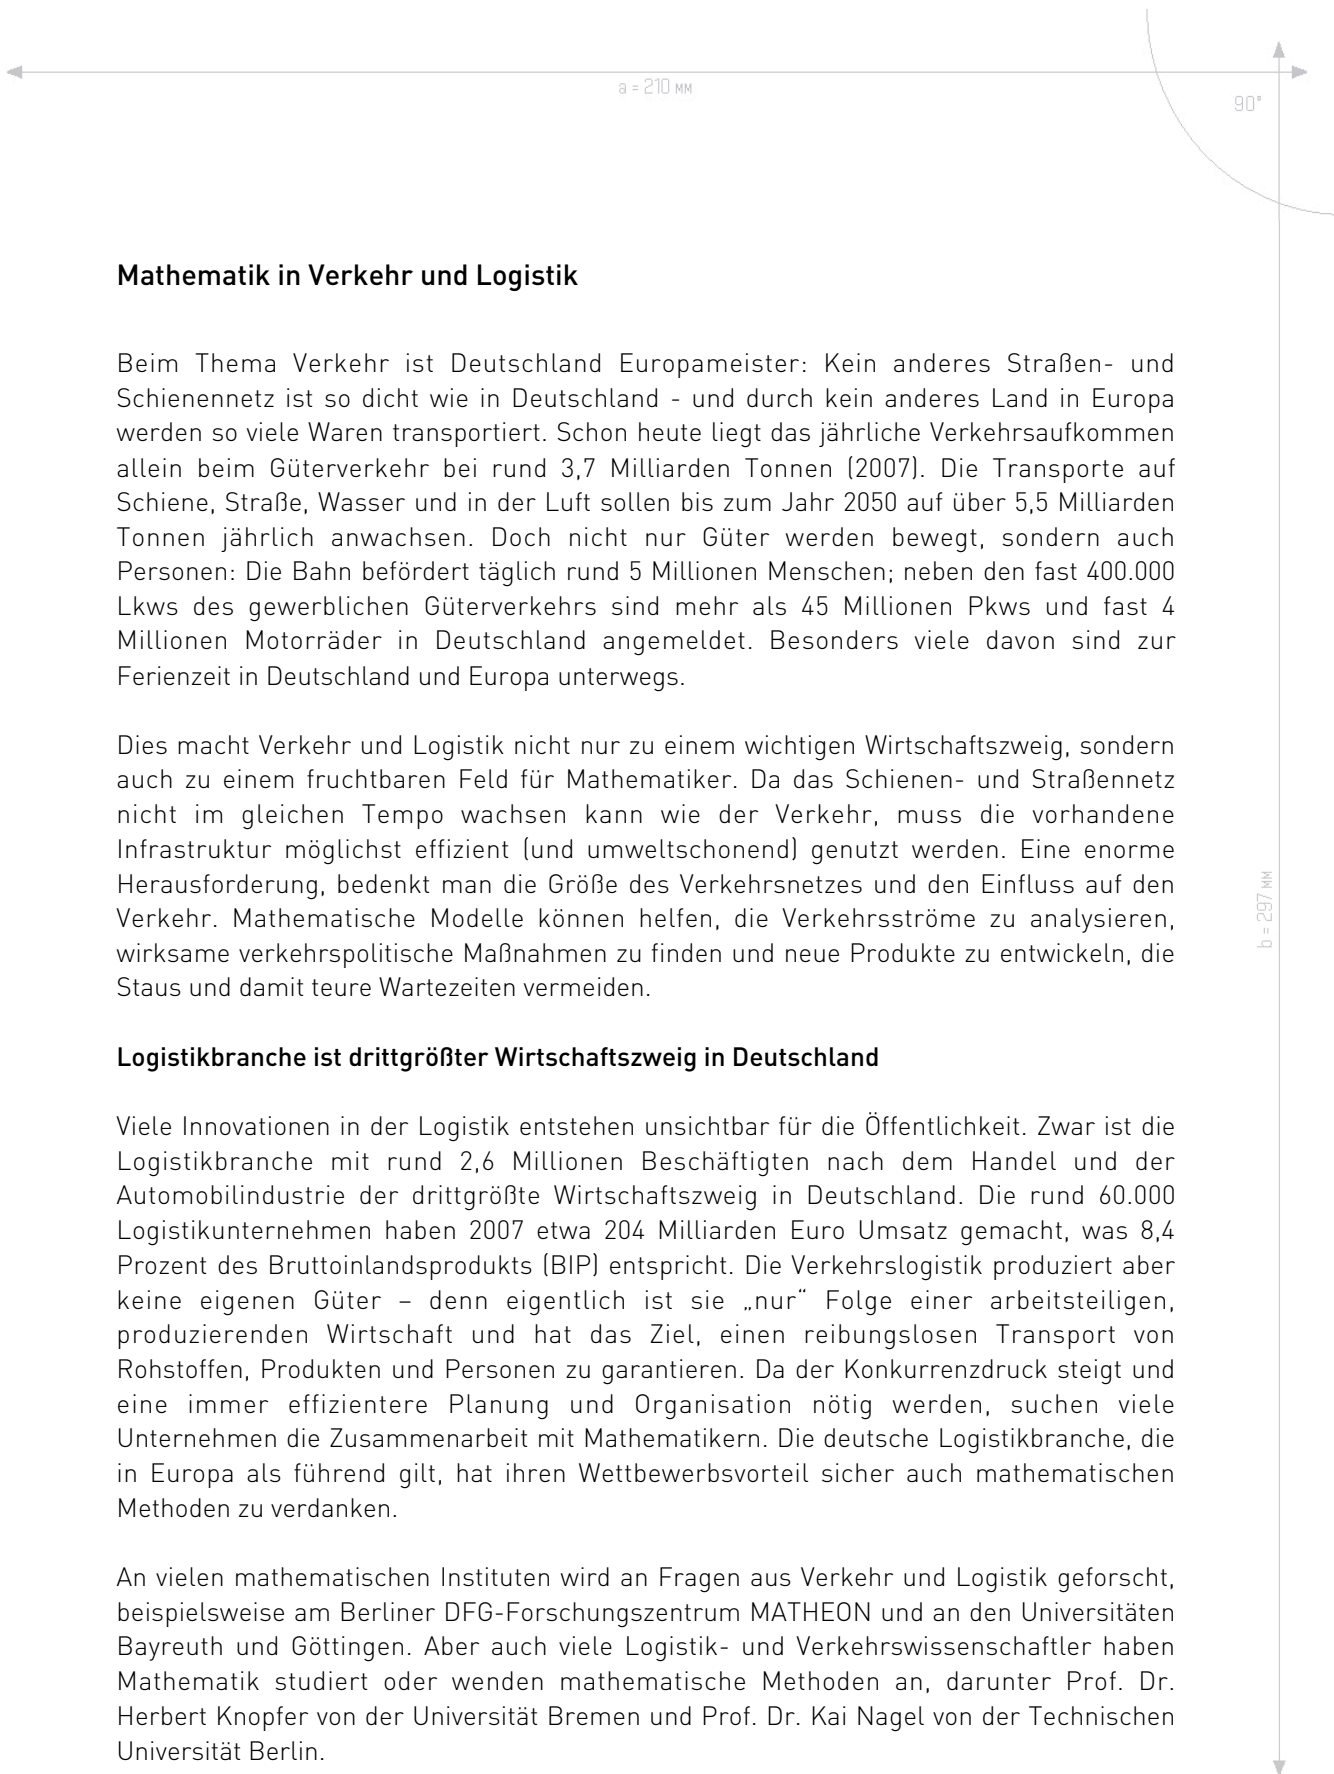 a = 210 MM
90°
Mathematik in Verkehr und Logistik
Beim Thema Verkehr ist Deutschland Europameister: Kein anderes Straßen- und
Schienennetz ist so dicht wie in Deutschland - und durch kein anderes Land in Europa
werden so viele Waren transportiert. Schon heute liegt das jährliche Verkehrsaufkommen
allein beim Güterverkehr bei rund 3,7 Milliarden Tonnen (2007). Die Transporte auf
Schiene, Straße, Wasser und in der Luft sollen bis zum Jahr 2050 auf über 5,5 Milliarden
Tonnen jährlich anwachsen. Doch nicht nur Güter werden bewegt, sondern auch
Personen: Die Bahn befördert täglich rund 5 Millionen Menschen; neben den fast 400.000
Lkws des gewerblichen Güterverkehrs sind mehr als 45 Millionen Pkws und fast 4
Millionen Motorräder in Deutschland angemeldet. Besonders viele davon sind zur
Ferienzeit in Deutschland und Europa unterwegs.
Dies macht Verkehr und Logistik nicht nur zu einem wichtigen Wirtschaftszweig, sondern
auch zu einem fruchtbaren Feld für Mathematiker. Da das Schienen- und Straßennetz
nicht im gleichen Tempo wachsen kann wie der Verkehr, muss die vorhandene
Infrastruktur möglichst effizient (und umweltschonend) genutzt werden. Eine enorme
Herausforderung, bedenkt man die Größe des Verkehrsnetzes und den Einfluss auf den
Verkehr. Mathematische Modelle können helfen, die Verkehrsströme zu analysieren,
wirksame verkehrspolitische Maßnahmen zu finden und neue Produkte zu entwickeln, die
Staus und damit teure Wartezeiten vermeiden.
b = 297 MM
Logistikbranche ist drittgrößter Wirtschaftszweig in Deutschland
Viele Innovationen in der Logistik entstehen unsichtbar für die Öffentlichkeit. Zwar ist die
Logistikbranche mit rund 2,6 Millionen Beschäftigten nach dem Handel und der
Automobilindustrie der drittgrößte Wirtschaftszweig in Deutschland. Die rund 60.000
Logistikunternehmen haben 2007 etwa 204 Milliarden Euro Umsatz gemacht, was 8,4
Prozent des Bruttoinlandsprodukts (BIP) entspricht. Die Verkehrslogistik produziert aber
keine eigenen Güter – denn eigentlich ist sie „nur“ Folge einer arbeitsteiligen,
produzierenden Wirtschaft und hat das Ziel, einen reibungslosen Transport von
Rohstoffen, Produkten und Personen zu garantieren. Da der Konkurrenzdruck steigt und
eine immer effizientere Planung und Organisation nötig werden, suchen viele
Unternehmen die Zusammenarbeit mit Mathematikern. Die deutsche Logistikbranche, die
in Europa als führend gilt, hat ihren Wettbewerbsvorteil sicher auch mathematischen
Methoden zu verdanken.
An vielen mathematischen Instituten wird an Fragen aus Verkehr und Logistik geforscht,
beispielsweise am Berliner DFG-Forschungszentrum MATHEON und an den Universitäten
Bayreuth und Göttingen. Aber auch viele Logistik- und Verkehrswissenschaftler haben
Mathematik studiert oder wenden mathematische Methoden an, darunter Prof. Dr.
Herbert Knopfer von der Universität Bremen und Prof. Dr. Kai Nagel von der Technischen
Universität Berlin.